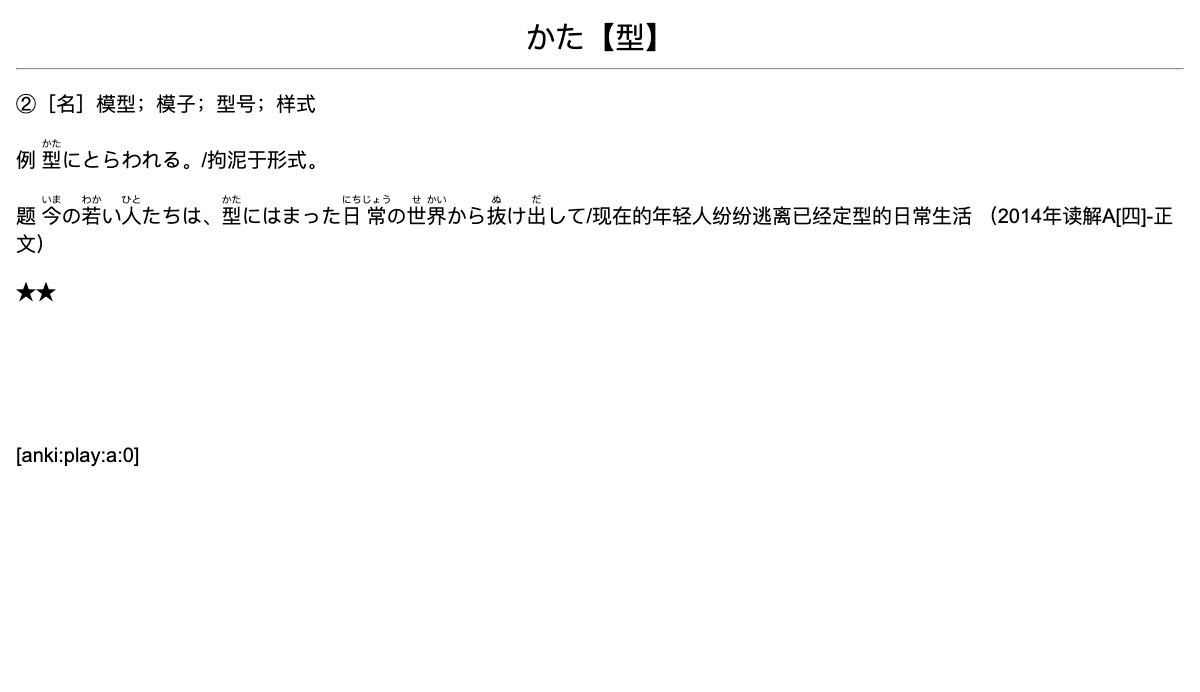 かた【型】
②［名］模型；模子；型号；样式
例 型にとらわれる。/拘泥于形式。
题 今の若い人たちは、型にはまった日常の世界から抜け出して/现在的年轻人纷纷逃离已经定型的日常生活 （2014年读解A[四]-正
文）
★★
[anki:play:a:0]